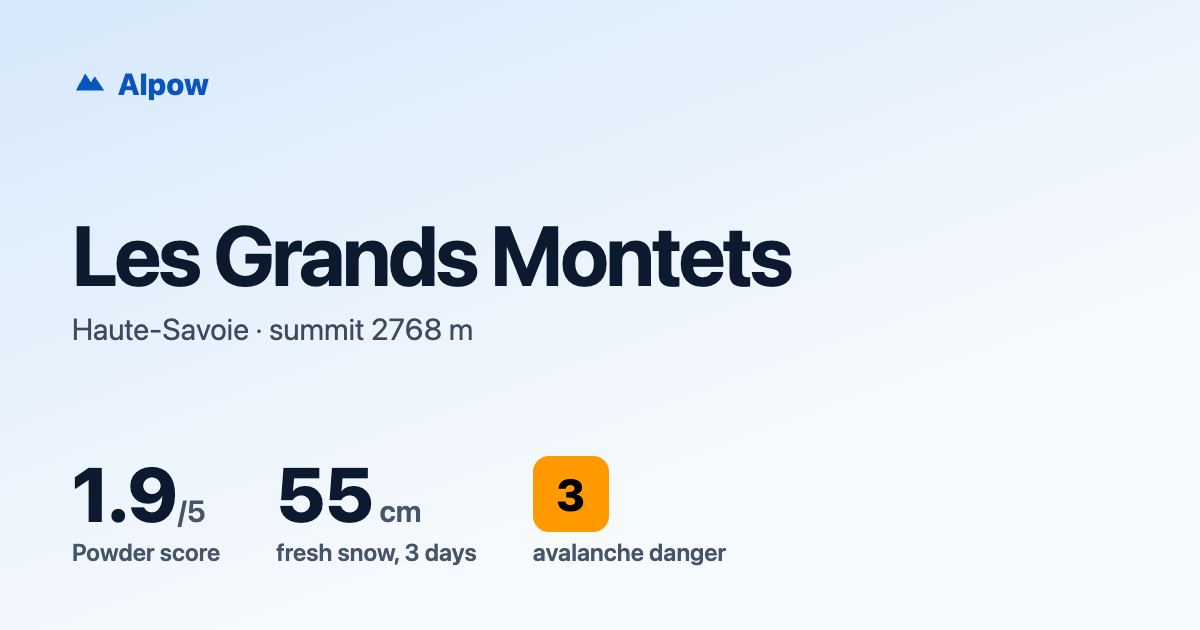 Alpow
Les Grands Montets
Haute-Savoie · summit 2768 m
1.9/5
Powder score
55 cm
fresh snow, 3 days
3
avalanche danger